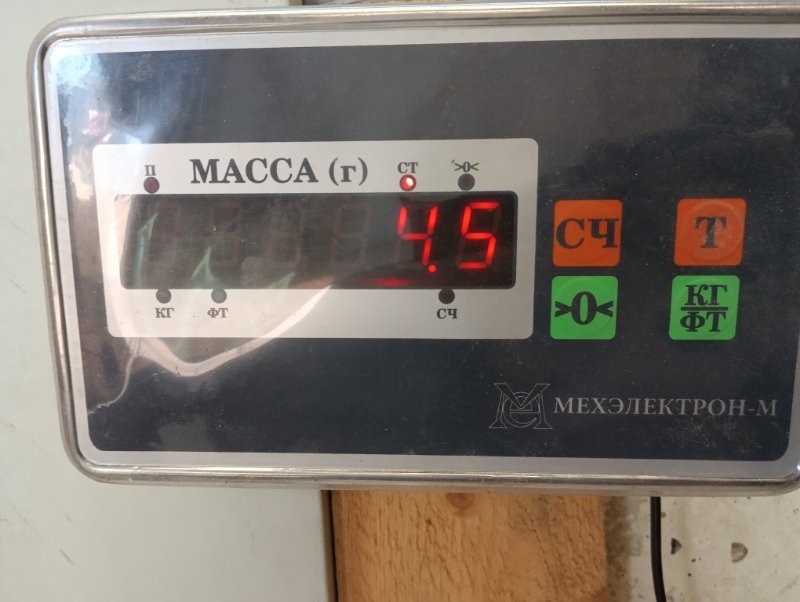 П МАССА (г) СТ >0<
4.5
КГ ФТ СЧ
СЧ Т
>0< КГ/ФТ
МЕХЭЛЕКТРОН-М